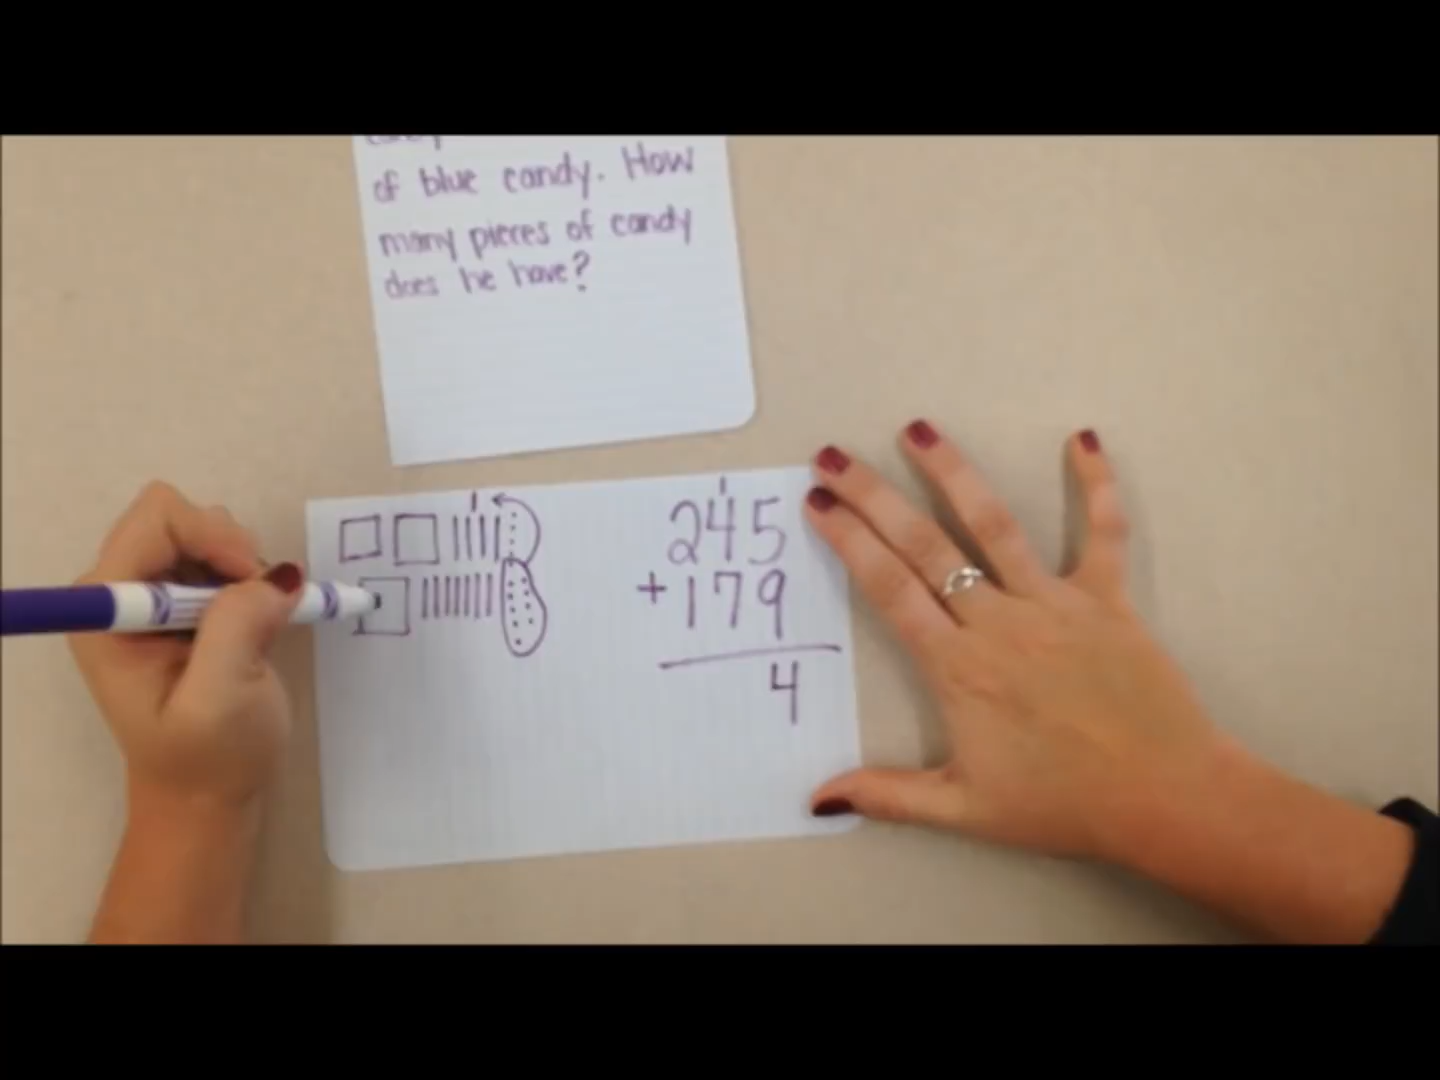 of blue candy. How
many pieces of candy
does he have?
1
245
+ 179
4